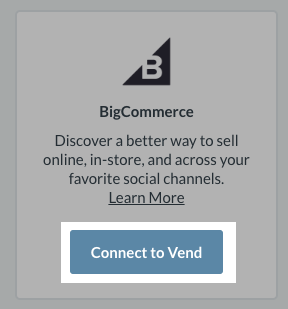 B
BigCommerce
Discover a better way to sell
online, in-store, and across your
favorite social channels.
Learn More
Connect to Vend